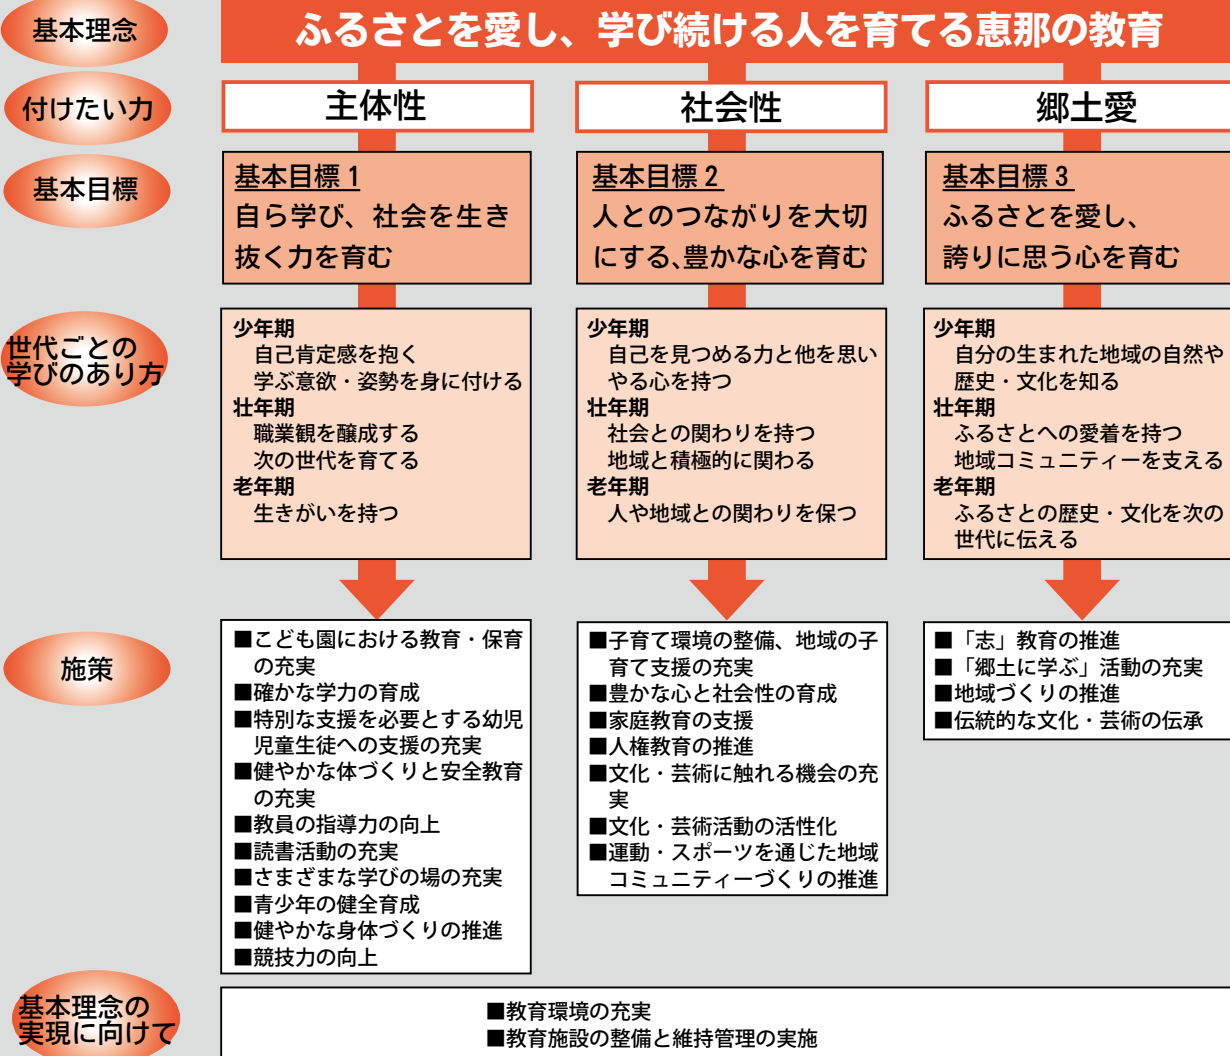 基本理念
ふるさとを愛し、学び続ける人を育てる恵那の教育
付けたい力
主体性
社会性
郷土愛
基本目標
基本目標 1
自ら学び、社会を生き
抜く力を育む
基本目標 2
人とのつながりを大切
にする、豊かな心を育む
基本目標 3
ふるさとを愛し、
誇りに思う心を育む
世代ごとの
学びのあり方
少年期
自己肯定感を抱く
学ぶ意欲・姿勢を身に付ける
壮年期
職業観を醸成する
次の世代を育てる
老年期
生きがいを持つ
少年期
自己を見つめる力と他を思い
やる心を持つ
壮年期
社会との関わりを持つ
地域と積極的に関わる
老年期
人や地域との関わりを保つ
少年期
自分の生まれた地域の自然や
歴史・文化を知る
壮年期
ふるさとへの愛着を持つ
地域コミュニティーを支える
老年期
ふるさとの歴史・文化を次の
世代に伝える
施策
■こども園における教育・保育
の充実
■確かな学力の育成
■特別な支援を必要とする幼児
児童生徒への支援の充実
■健やかな体づくりと安全教育
の充実
■教員の指導力の向上
■読書活動の充実
■さまざまな学びの場の充実
■青少年の健全育成
■健やかな身体づくりの推進
■競技力の向上
■子育て環境の整備、地域の子
育て支援の充実
■豊かな心と社会性の育成
■家庭教育の支援
■人権教育の推進
■文化・芸術に触れる機会の充
実
■文化・芸術活動の活性化
■運動・スポーツを通じた地域
コミュニティーづくりの推進
■「志」教育の推進
■「郷土に学ぶ」活動の充実
■地域づくりの推進
■伝統的な文化・芸術の伝承
基本理念の
実現に向けて
■教育環境の充実
■教育施設の整備と維持管理の実施